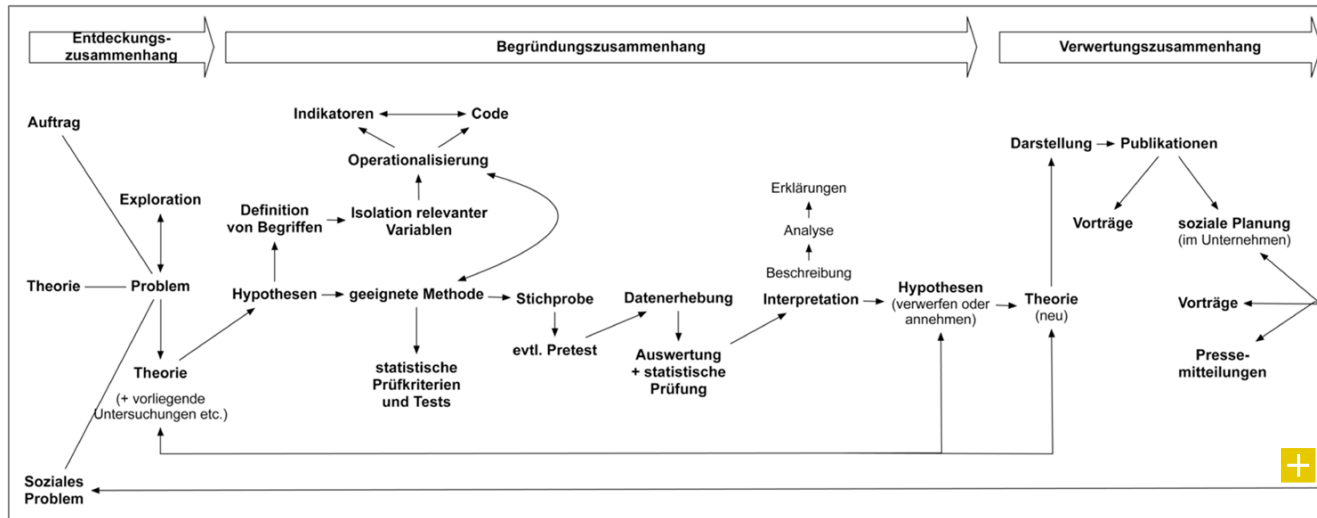 Entdeckungs-
zusammenhang
Begründungszusammenhang
Verwertungszusammenhang
Auftrag
Exploration
Theorie
Problem
Theorie
(+ vorliegende
Untersuchungen etc.)
Soziales
Problem
Indikatoren
Code
Operationalisierung
Definition
von Begriffen
Isolation relevanter
Variablen
Hypothesen
geeignete Methode
statistische
Prüfkriterien
und Tests
Stichprobe
evtl. Pretest
Datenerhebung
Auswertung
+ statistische
Prüfung
Erklärungen
Analyse
Beschreibung
Interpretation
Hypothesen
(verwerfen oder
annehmen)
Theorie
(neu)
Darstellung
Publikationen
Vorträge
soziale Planung
(im Unternehmen)
Vorträge
Presse-
mitteilungen